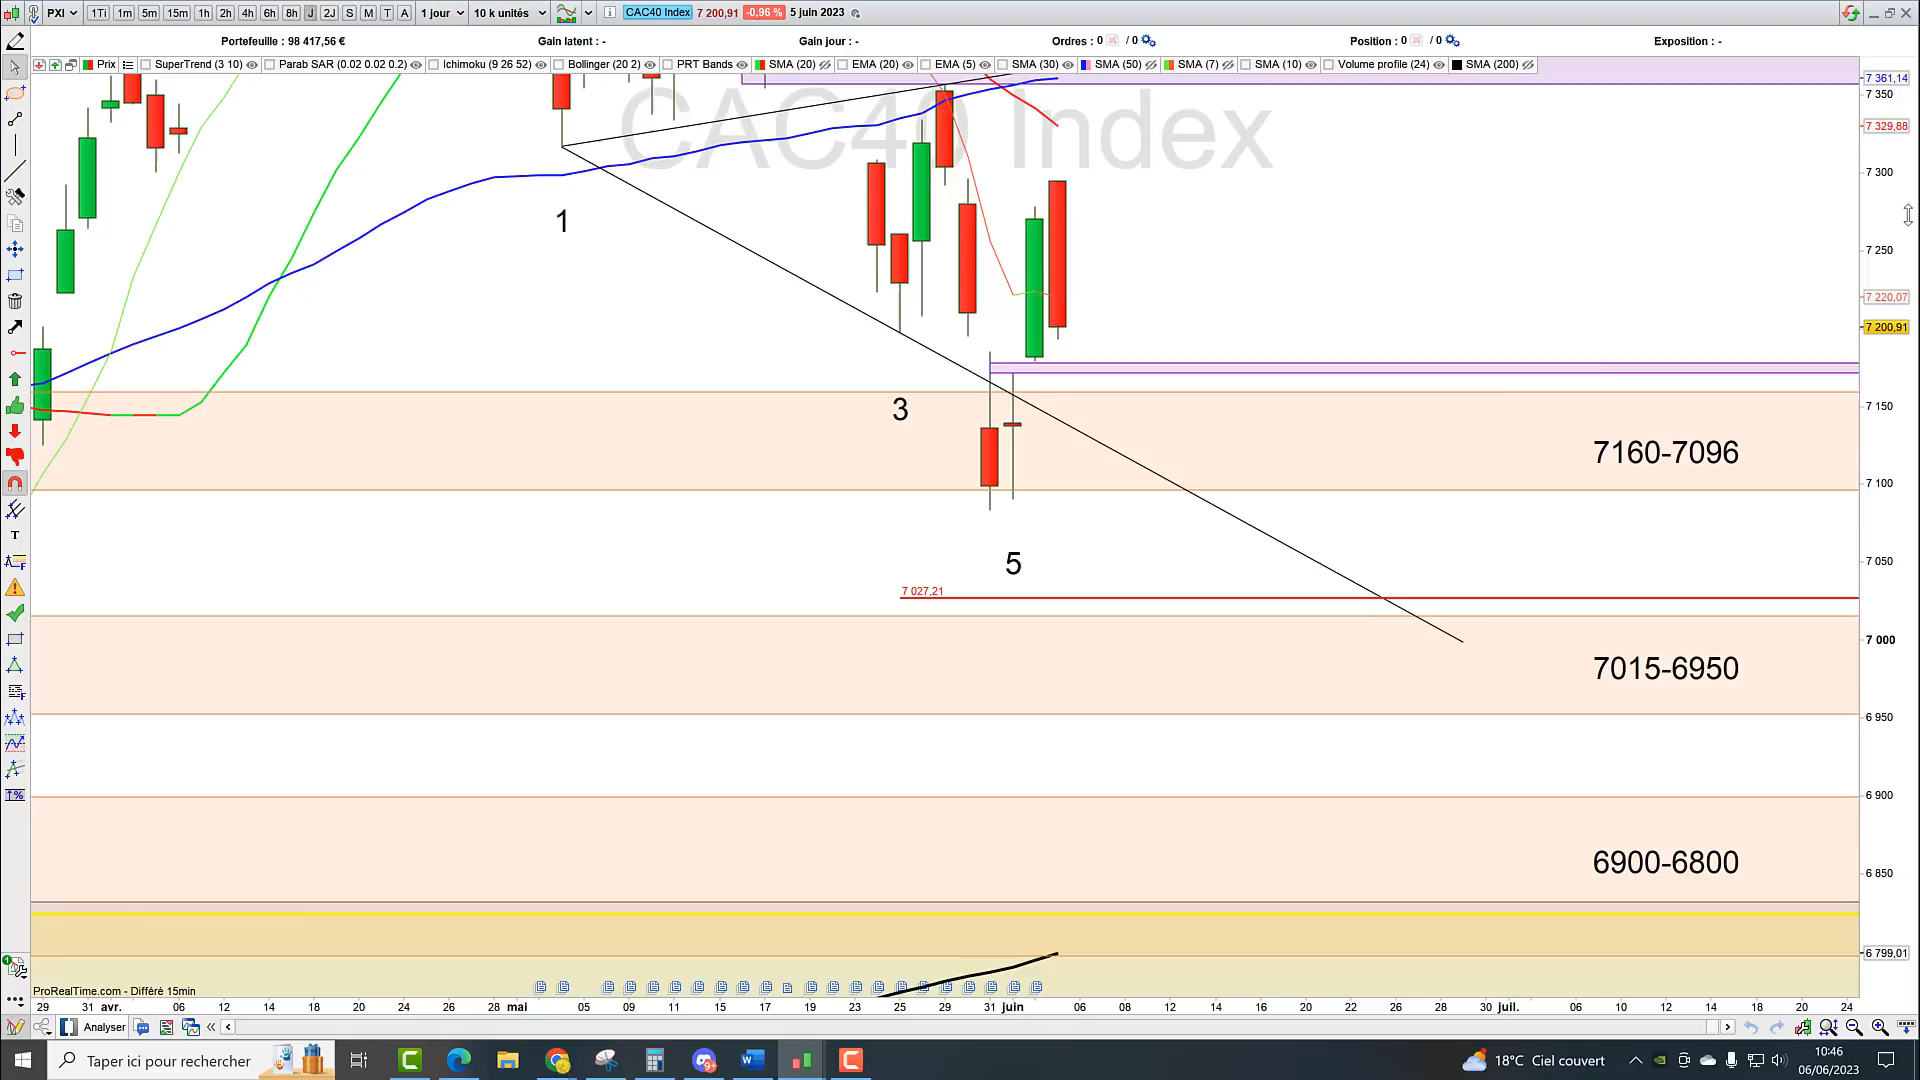 PXI 1Ti 1m 5m 15m 1h 2h 4h 6h 8h J 2J S M T A 1 jour 10 k unités CAC40 Index 7 200,91 -0,96 % 5 juin 2023
Portefeuille : 98 417,56 € Gain latent : - Gain jour : - Ordres : 0 / 0 Position : 0 / 0 Exposition : -
Prix SuperTrend (3 10) Parab SAR (0.02 0.02 0.2) Ichimoku (9 26 52) Bollinger (20 2) PRT Bands SMA (20) EMA (20) EMA (5) SMA (30) SMA (50) SMA (7) SMA (10) Volume profile (24) SMA (200)
7 361,14
7 350
CAC40 Index
7 329,88
7 300
1
7 250
7 220,07
7 200,91
3
7 150
7160-7096
7 100
5
7 050
7 027,21
7 000
7015-6950
6 950
6 900
6900-6800
6 850
6 799,01
ProRealTime.com - Différé 15min
29 31 avr. 06 12 14 18 20 24 26 28 mai 05 09 11 15 17 19 23 25 29 31 juin 06 08 12 14 16 20 22 26 28 30 juil. 06 10 12 14 18 20 24
Analyser
Taper ici pour rechercher
18°C Ciel couvert
10:46
06/06/2023